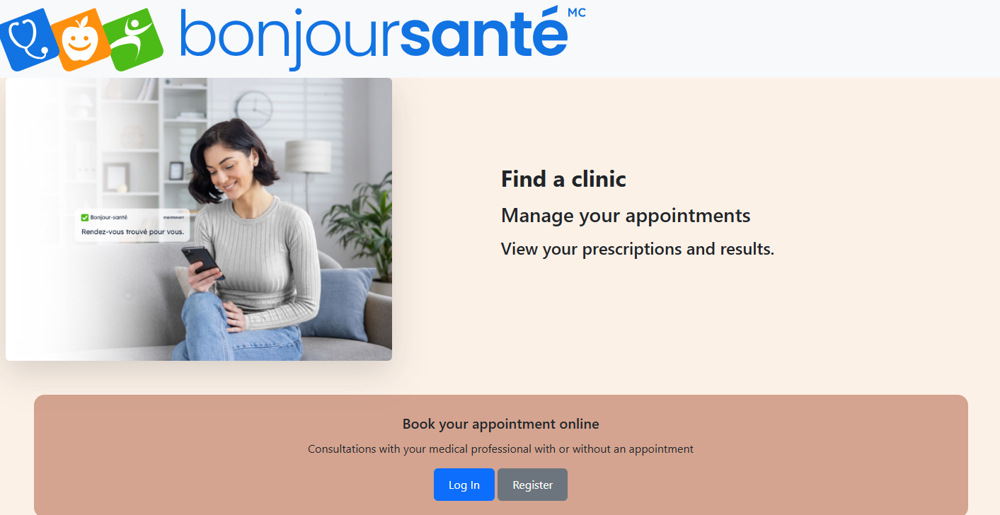 bonjoursanté MC
Find a clinic
Manage your appointments
View your prescriptions and results.
Bonjour-santé maintenant
Rendez-vous trouvé pour vous.
Book your appointment online
Consultations with your medical professional with or without an appointment
Log In Register